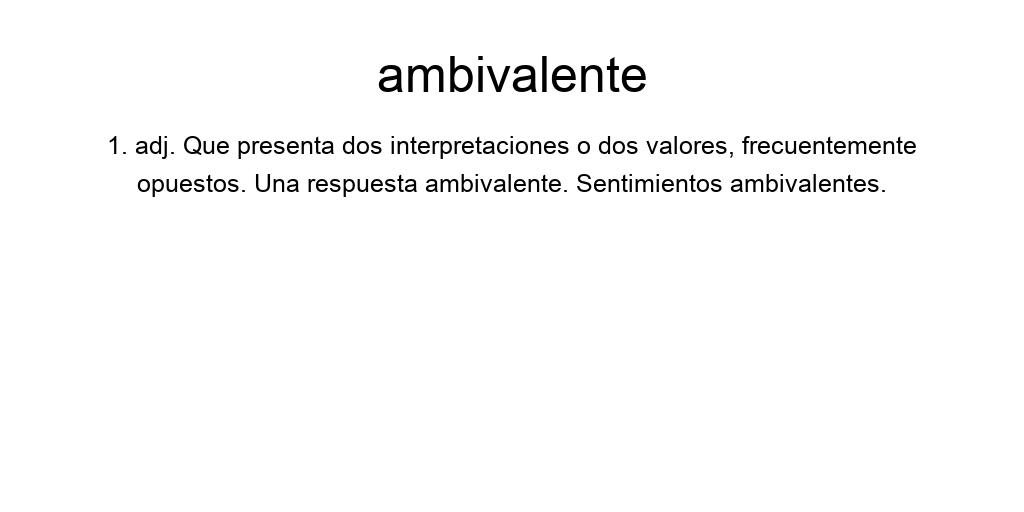 ambivalente
1. adj. Que presenta dos interpretaciones o dos valores, frecuentemente
opuestos. Una respuesta ambivalente. Sentimientos ambivalentes.